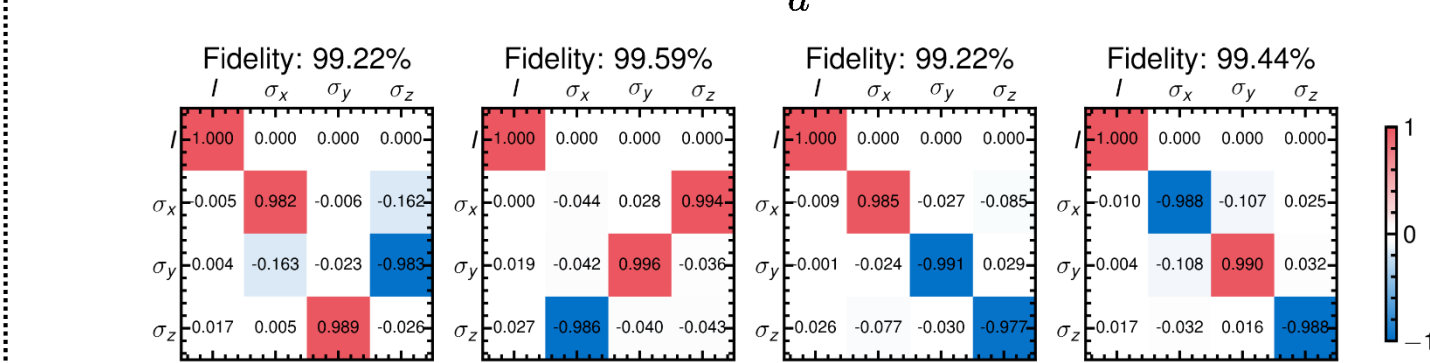 d
Fidelity: 99.22% Fidelity: 99.59% Fidelity: 99.22% Fidelity: 99.44%
I σx σy σz I σx σy σz I σx σy σz I σx σy σz
I 1.000 0.000 0.000 0.000 I 1.000 0.000 0.000 0.000 I 1.000 0.000 0.000 0.000 I 1.000 0.000 0.000 0.000 1
σx -0.005 0.982 -0.006 -0.162 σx -0.000 -0.044 0.028 0.994 σx -0.009 0.985 -0.027 -0.085 σx -0.010 -0.988 -0.107 0.025
0
σy -0.004 -0.163 -0.023 -0.983 σy -0.019 -0.042 0.996 -0.036 σy -0.001 -0.024 -0.991 0.029 σy -0.004 -0.108 0.990 0.032
σz -0.017 0.005 0.989 -0.026 σz -0.027 -0.986 -0.040 -0.043 σz -0.026 -0.077 -0.030 -0.977 σz -0.017 -0.032 0.016 -0.988
−1